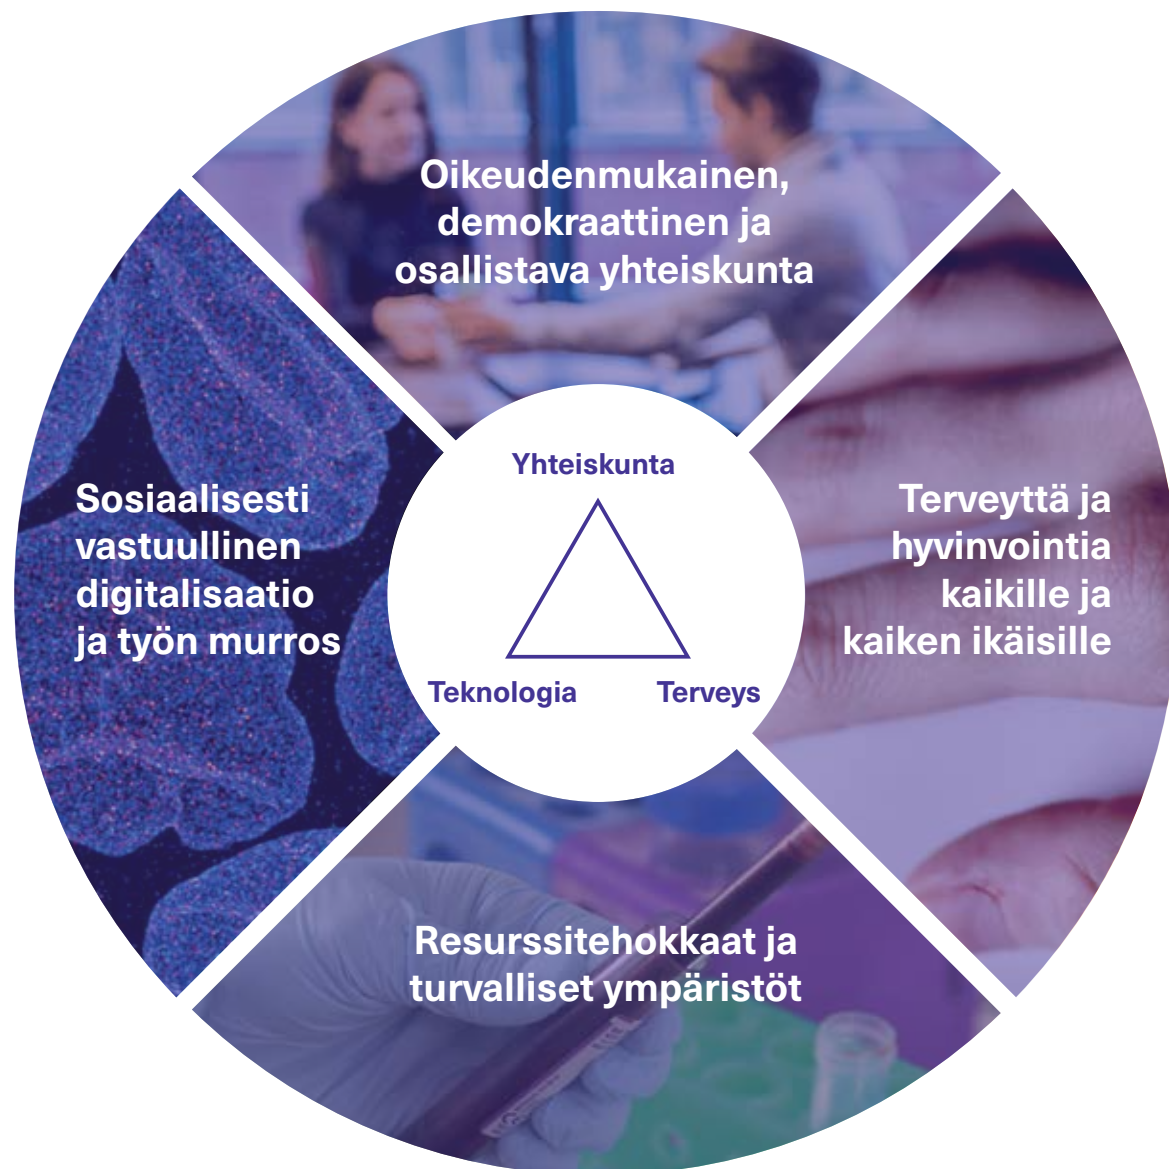 Oikeudenmukainen,
demokraattinen ja
osallistava yhteiskunta
Sosiaalisesti
vastuullinen
digitalisaatio
ja työn murros
Yhteiskunta
Teknologia
Terveys
Terveyttä ja
hyvinvointia
kaikille ja
kaiken ikäisille
Resurssitehokkaat ja
turvalliset ympäristöt